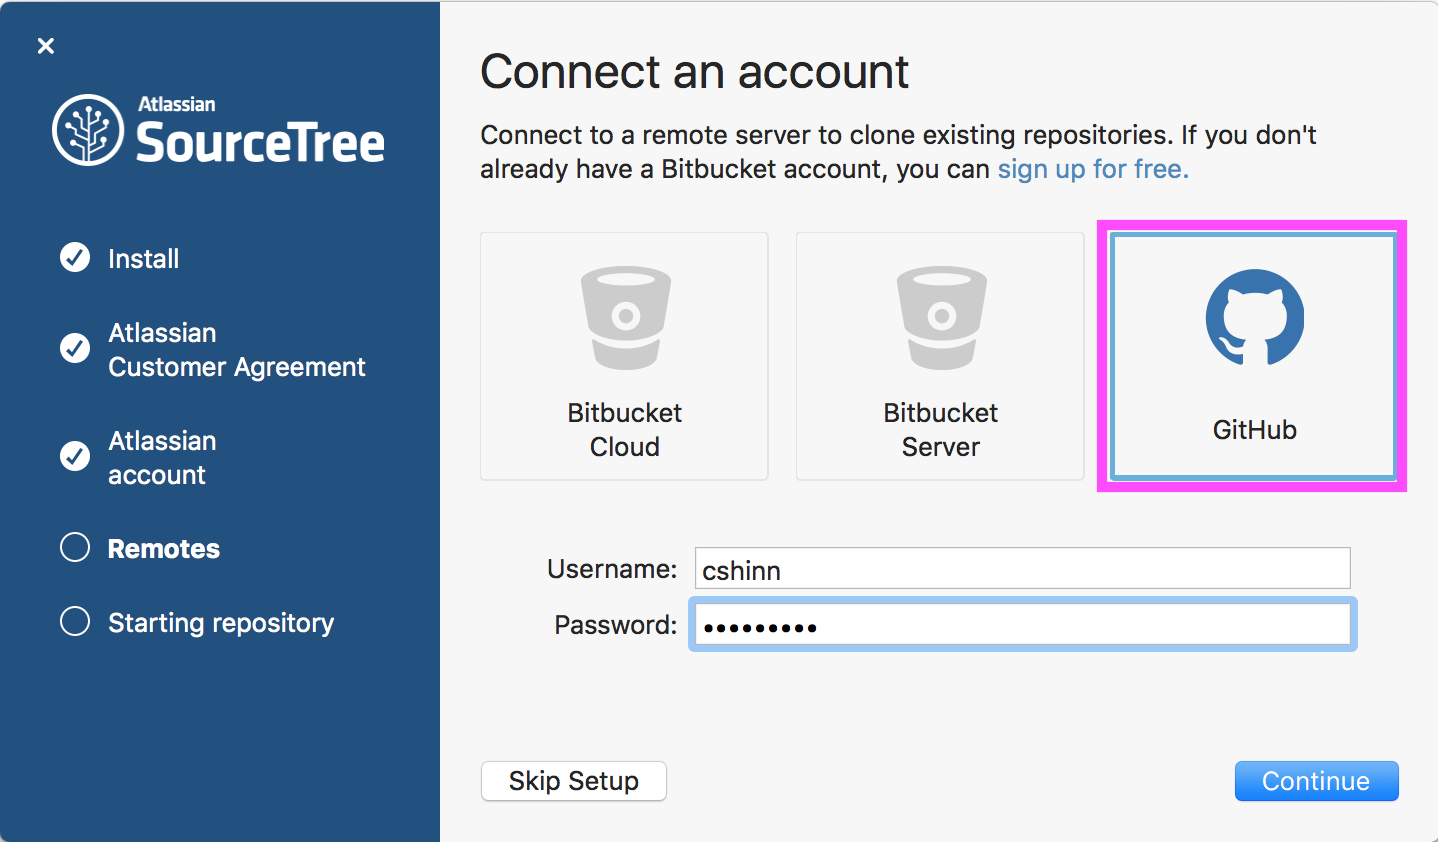 Atlassian
SourceTree
Install
Atlassian
Customer Agreement
Atlassian
account
Remotes
Starting repository
Connect an account
Connect to a remote server to clone existing repositories. If you don't
already have a Bitbucket account, you can sign up for free.
Bitbucket
Cloud
Bitbucket
Server
GitHub
Username: cshinn
Password: •••••••••
Skip Setup
Continue